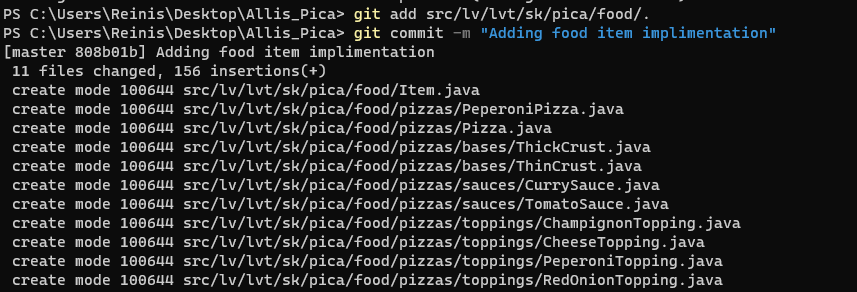 PS C:\Users\Reinis\Desktop\Allis_Pica> git add src/lv/lvt/sk/pica/food/.
PS C:\Users\Reinis\Desktop\Allis_Pica> git commit -m "Adding food item implimentation"
[master 808b01b] Adding food item implimentation
 11 files changed, 156 insertions(+)
 create mode 100644 src/lv/lvt/sk/pica/food/Item.java
 create mode 100644 src/lv/lvt/sk/pica/food/pizzas/PeperoniPizza.java
 create mode 100644 src/lv/lvt/sk/pica/food/pizzas/Pizza.java
 create mode 100644 src/lv/lvt/sk/pica/food/pizzas/bases/ThickCrust.java
 create mode 100644 src/lv/lvt/sk/pica/food/pizzas/bases/ThinCrust.java
 create mode 100644 src/lv/lvt/sk/pica/food/pizzas/sauces/CurrySauce.java
 create mode 100644 src/lv/lvt/sk/pica/food/pizzas/sauces/TomatoSauce.java
 create mode 100644 src/lv/lvt/sk/pica/food/pizzas/toppings/ChampignonTopping.java
 create mode 100644 src/lv/lvt/sk/pica/food/pizzas/toppings/CheeseTopping.java
 create mode 100644 src/lv/lvt/sk/pica/food/pizzas/toppings/PeperoniTopping.java
 create mode 100644 src/lv/lvt/sk/pica/food/pizzas/toppings/RedOnionTopping.java